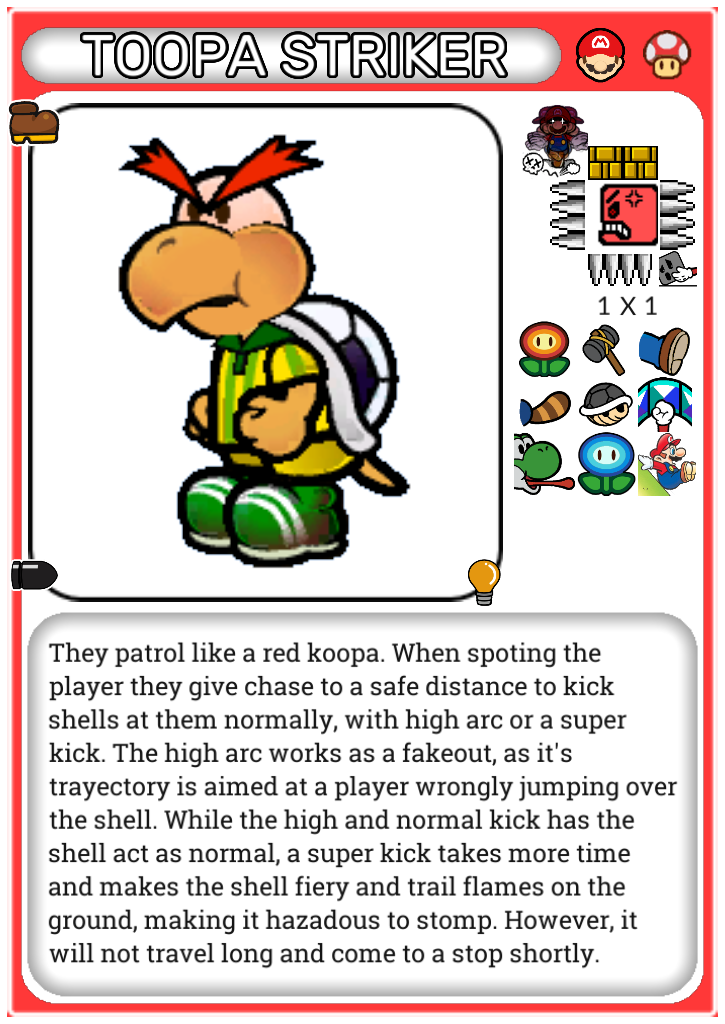 TOOPA STRIKER
1 X 1
They patrol like a red koopa. When spoting the
player they give chase to a safe distance to kick
shells at them normally, with high arc or a super
kick. The high arc works as a fakeout, as it's
trayectory is aimed at a player wrongly jumping over
the shell. While the high and normal kick has the
shell act as normal, a super kick takes more time
and makes the shell fiery and trail flames on the
ground, making it hazadous to stomp. However, it
will not travel long and come to a stop shortly.